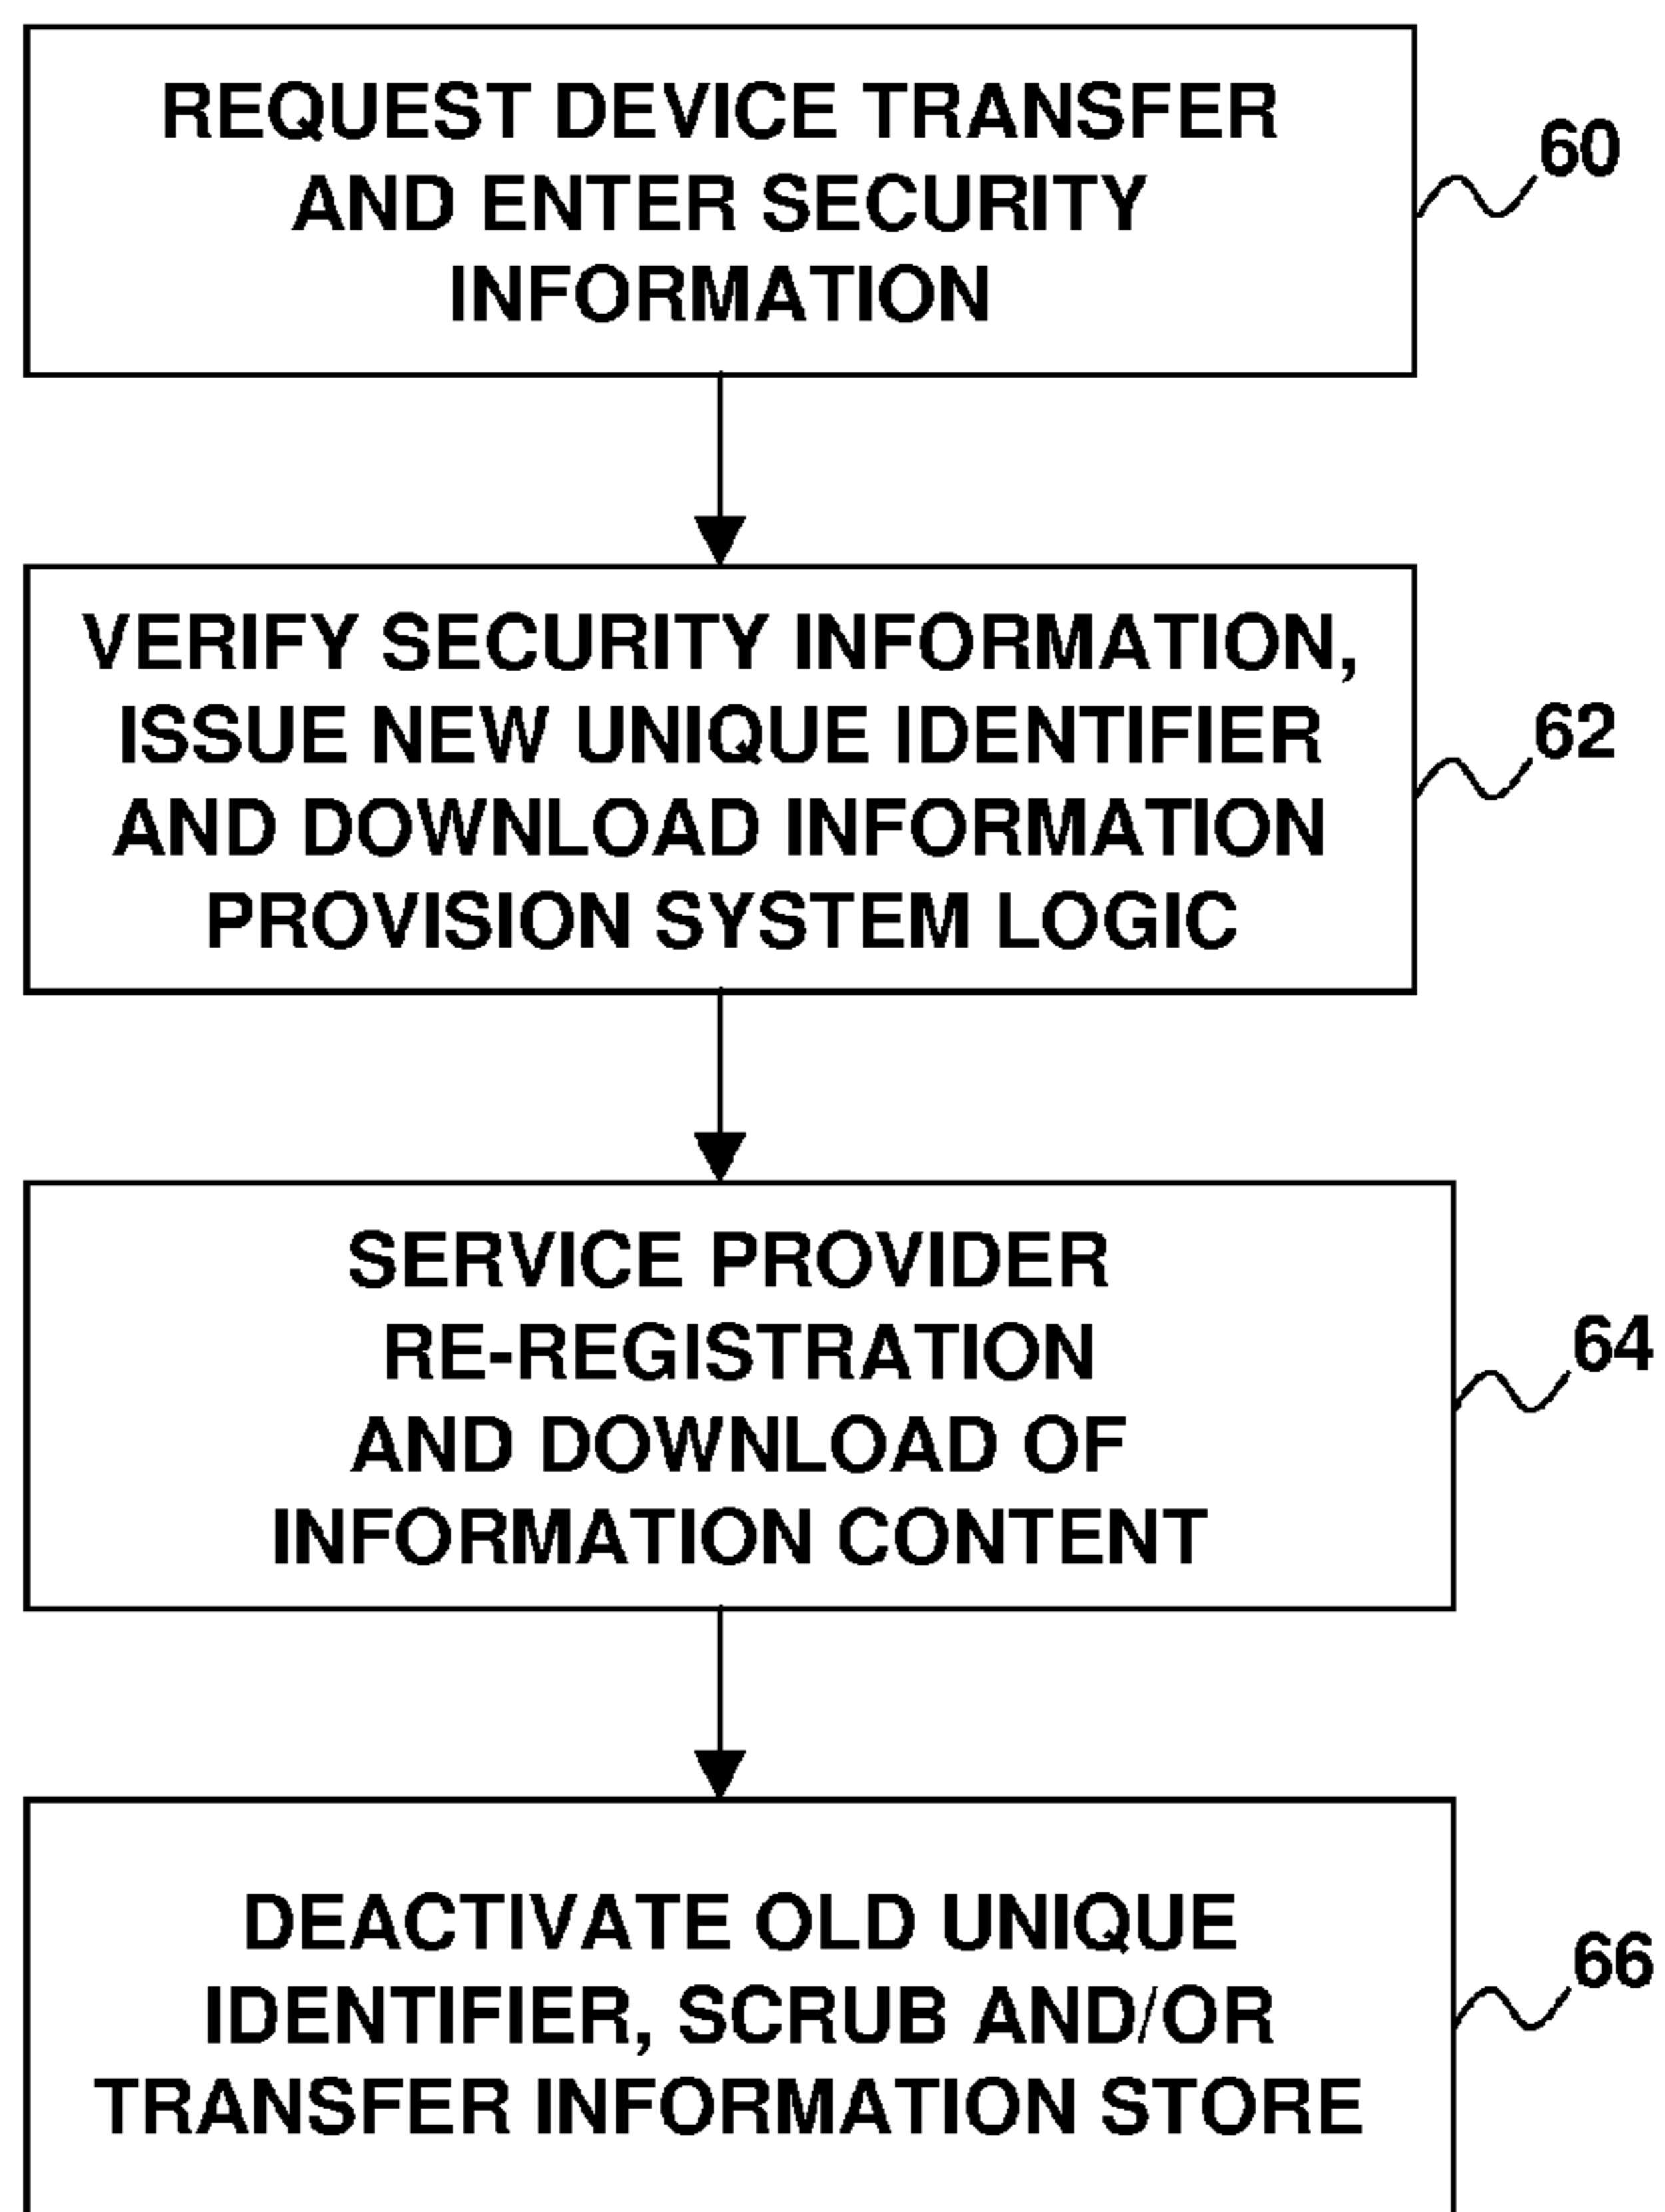 REQUEST DEVICE TRANSFER
AND ENTER SECURITY
INFORMATION
60
VERIFY SECURITY INFORMATION,
ISSUE NEW UNIQUE IDENTIFIER
AND DOWNLOAD INFORMATION
PROVISION SYSTEM LOGIC
62
SERVICE PROVIDER
RE-REGISTRATION
AND DOWNLOAD OF
INFORMATION CONTENT
64
DEACTIVATE OLD UNIQUE
IDENTIFIER, SCRUB AND/OR
TRANSFER INFORMATION STORE
66